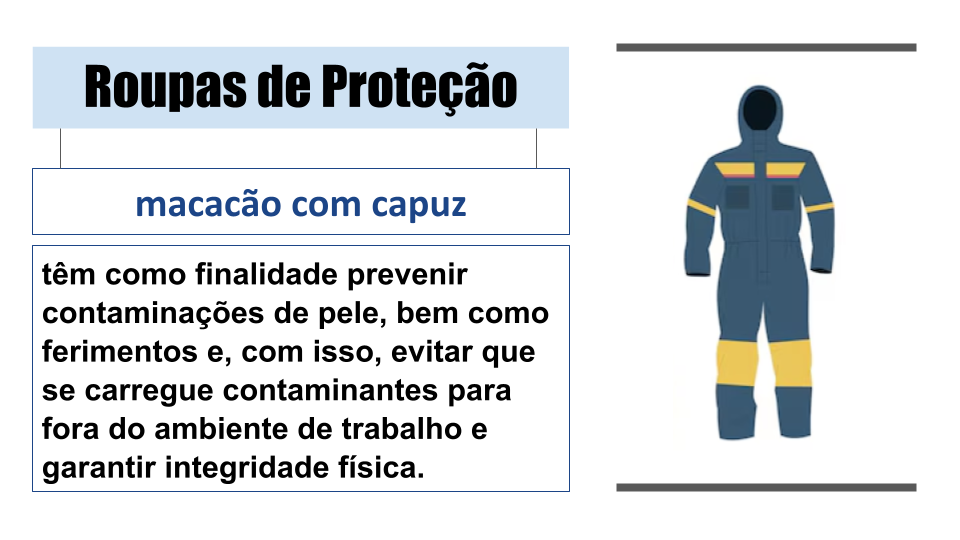 Roupas de Proteção
macacão com capuz
têm como finalidade prevenir
contaminações de pele, bem como
ferimentos e, com isso, evitar que
se carregue contaminantes para
fora do ambiente de trabalho e
garantir integridade física.